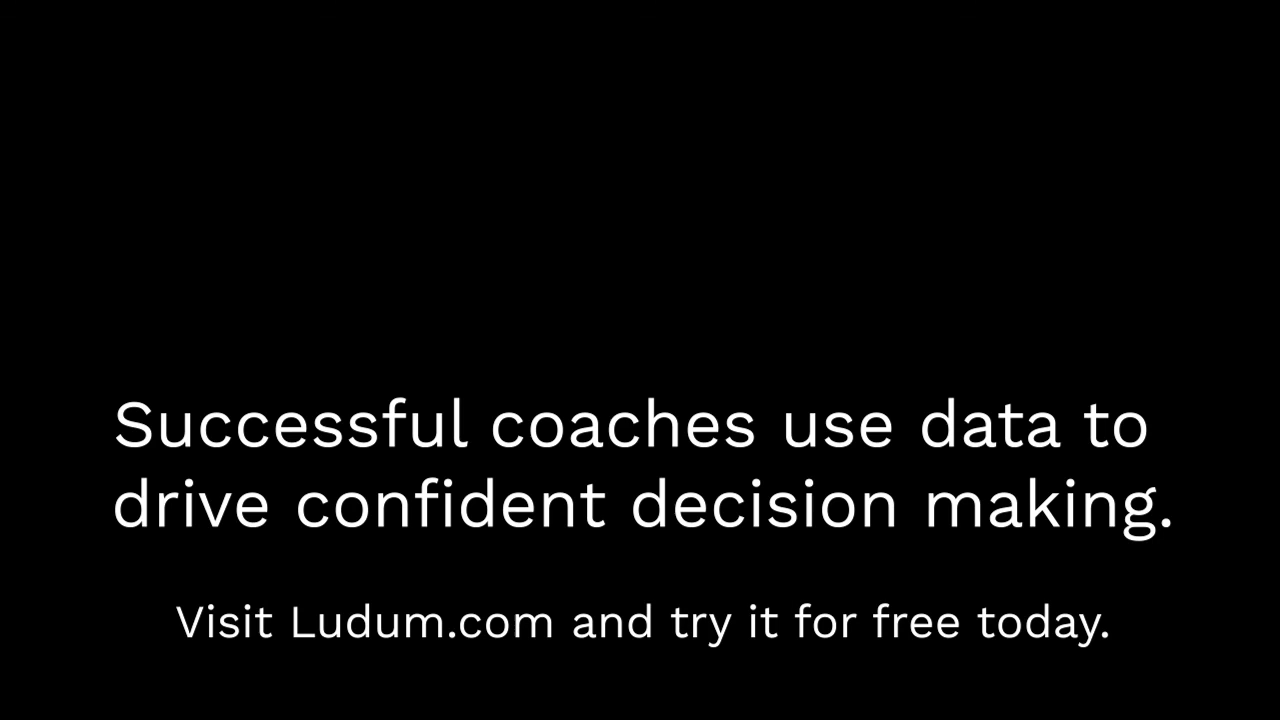 Successful coaches use data to
drive confident decision making.
Visit Ludum.com and try it for free today.